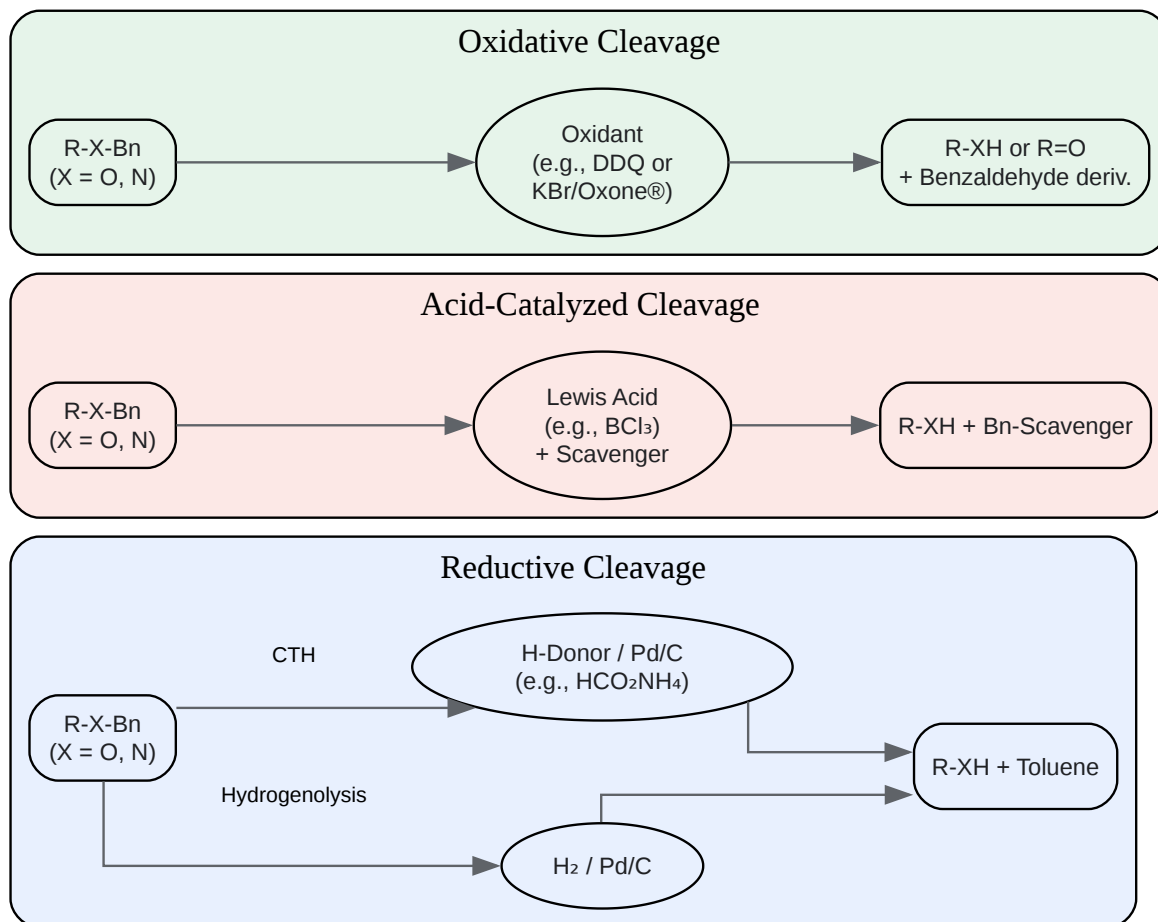 Oxidative Cleavage
R-X-Bn
(X = O, N)
Oxidant
(e.g., DDQ or
KBr/Oxone®)
R-XH or R=O
+ Benzaldehyde deriv.
Acid-Catalyzed Cleavage
R-X-Bn
(X = O, N)
Lewis Acid
(e.g., BCl₃)
+ Scavenger
R-XH + Bn-Scavenger
Reductive Cleavage
CTH
H-Donor / Pd/C
(e.g., HCO₂NH₄)
R-X-Bn
(X = O, N)
R-XH + Toluene
Hydrogenolysis
H₂ / Pd/C